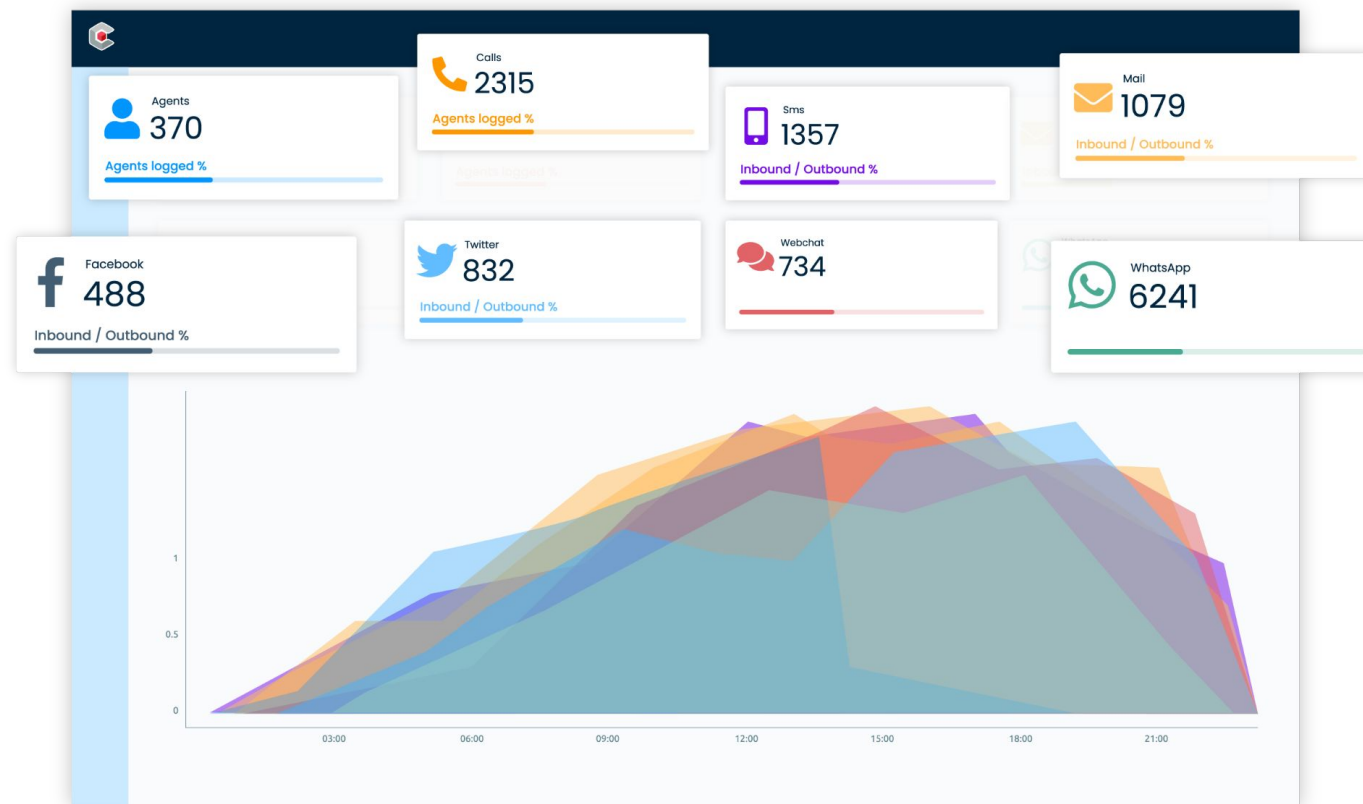 Agents
370
Agents logged %
Calls
2315
Agents logged %
Sms
1357
Inbound / Outbound %
Mail
1079
Inbound / Outbound %
Facebook
488
Inbound / Outbound %
Twitter
832
Inbound / Outbound %
Webchat
734
WhatsApp
6241
1
0.5
0
03:00
06:00
09:00
12:00
15:00
18:00
21:00